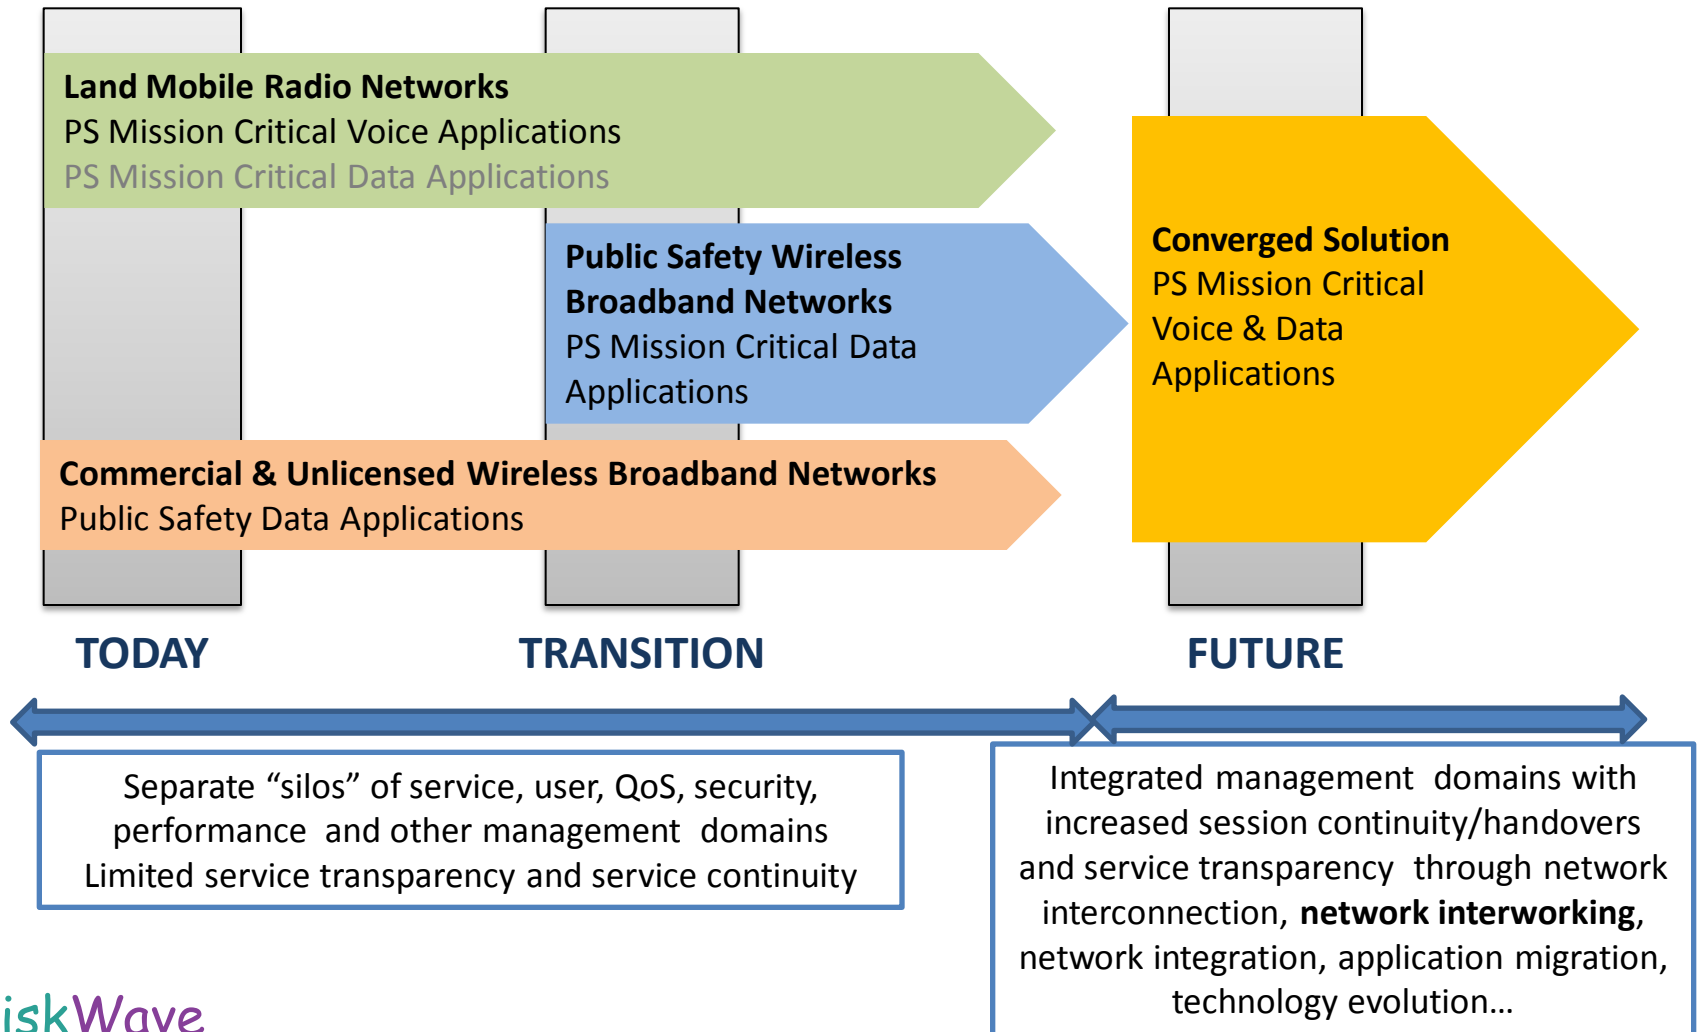 Land Mobile Radio Networks
PS Mission Critical Voice Applications
PS Mission Critical Data Applications
Public Safety Wireless
Broadband Networks
PS Mission Critical Data
Applications
Converged Solution
PS Mission Critical
Voice & Data
Applications
Commercial & Unlicensed Wireless Broadband Networks
Public Safety Data Applications
TODAY
TRANSITION
FUTURE
Separate “silos” of service, user, QoS, security,
performance and other management domains
Limited service transparency and service continuity
Integrated management domains with
increased session continuity/handovers
and service transparency through network
interconnection, network interworking,
network integration, application migration,
technology evolution…
iskWave